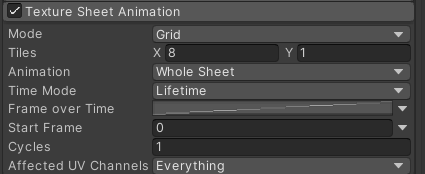 Texture Sheet Animation
Mode Grid
Tiles X 8 Y 1
Animation Whole Sheet
Time Mode Lifetime
Frame over Time
Start Frame 0
Cycles 1
Affected UV Channels Everything